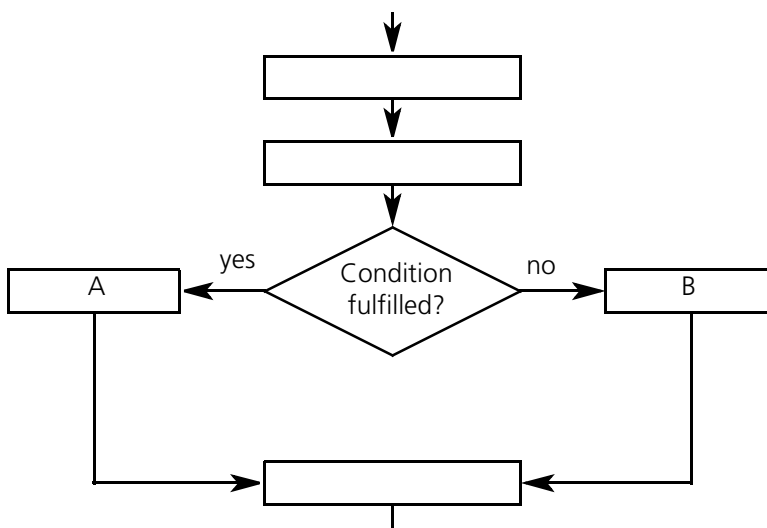 yes
Condition
fulfilled?
no
A
B